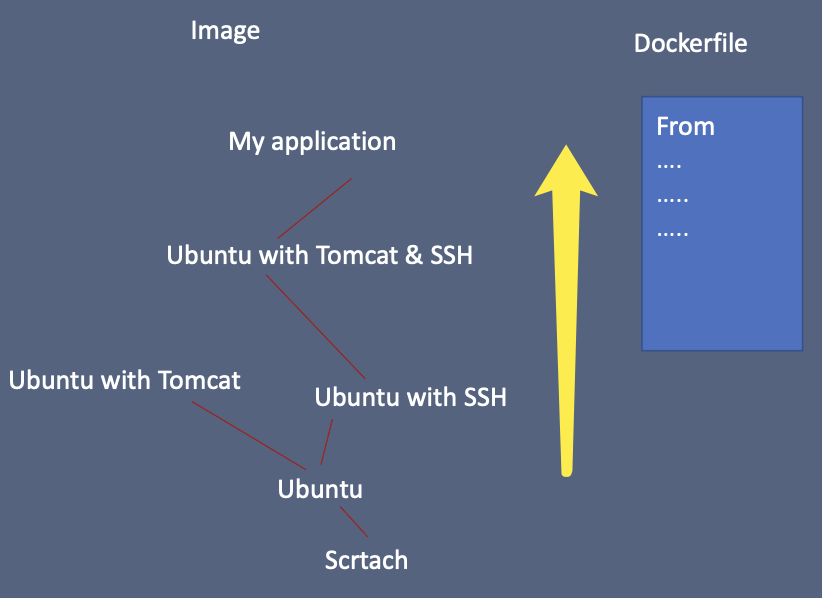 Image
Dockerfile
From
....
.....
.....
My application
Ubuntu with Tomcat & SSH
Ubuntu with Tomcat
Ubuntu with SSH
Ubuntu
Scrtach